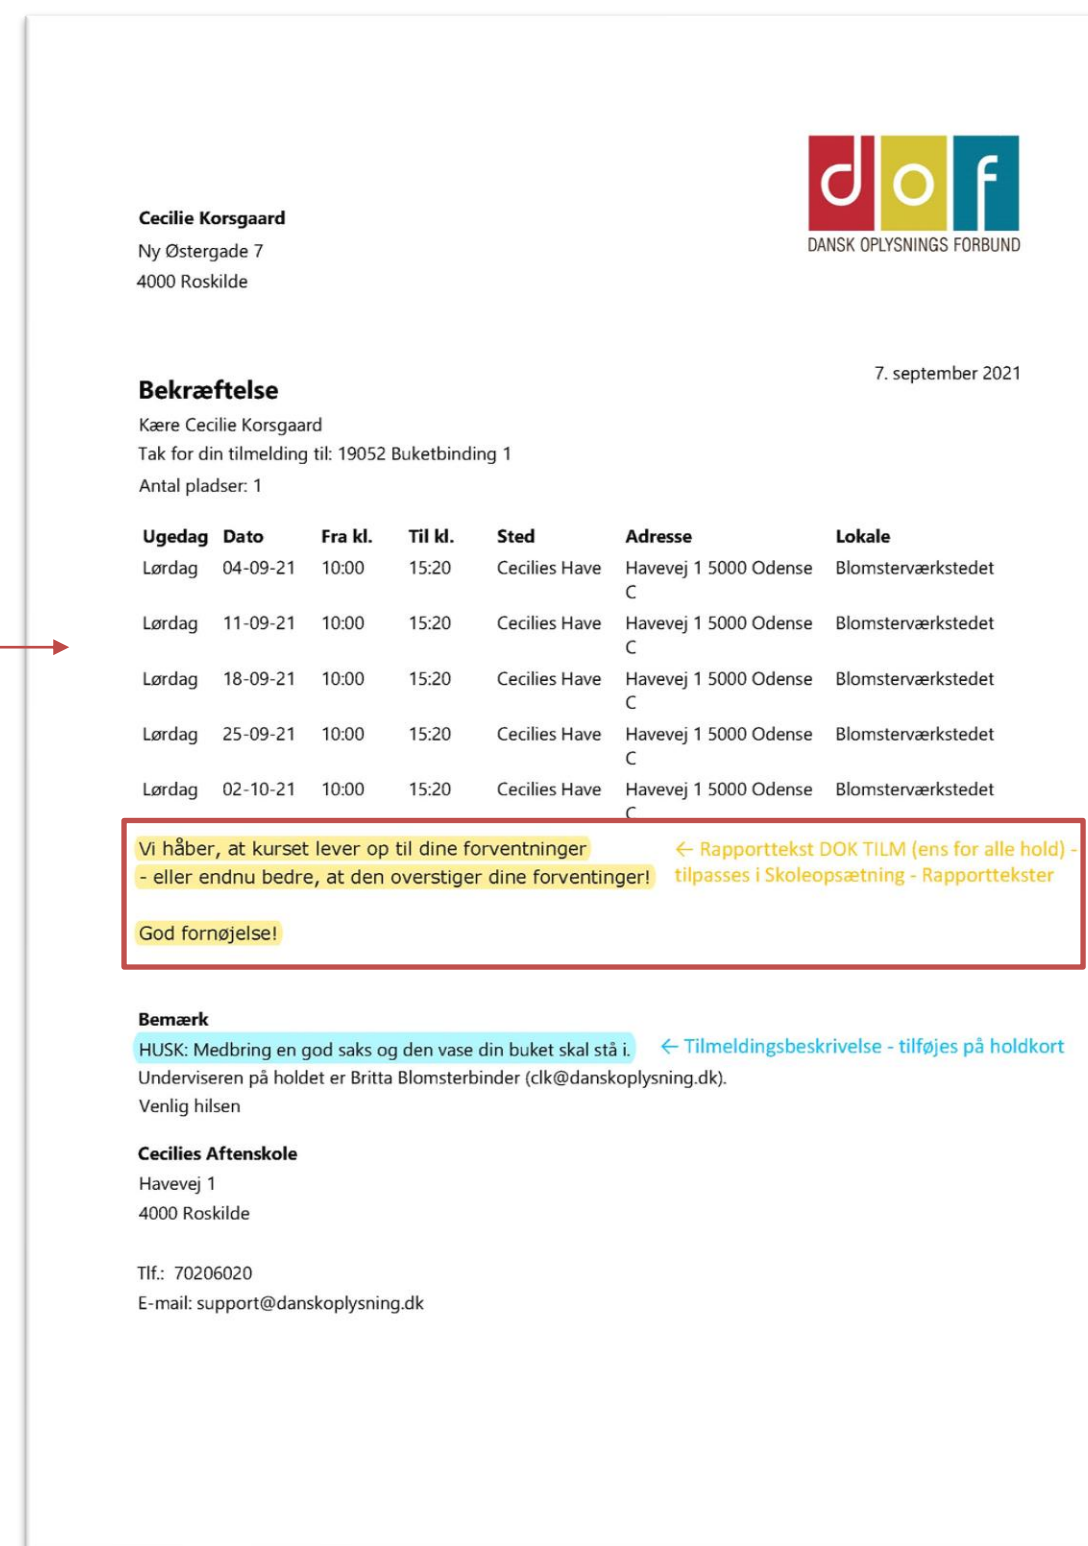 dof
DANSK OPLYSNINGS FORBUND
Cecilie Korsgaard
Ny Østergade 7
4000 Roskilde
7. september 2021
Bekræftelse
Kære Cecilie Korsgaard
Tak for din tilmelding til: 19052 Buketbinding 1
Antal pladser: 1
Ugedag Dato Fra kl. Til kl. Sted Adresse Lokale
Lørdag 04-09-21 10:00 15:20 Cecilies Have Havevej 1 5000 Odense Blomsterværkstedet
C
Lørdag 11-09-21 10:00 15:20 Cecilies Have Havevej 1 5000 Odense Blomsterværkstedet
C
Lørdag 18-09-21 10:00 15:20 Cecilies Have Havevej 1 5000 Odense Blomsterværkstedet
C
Lørdag 25-09-21 10:00 15:20 Cecilies Have Havevej 1 5000 Odense Blomsterværkstedet
C
Lørdag 02-10-21 10:00 15:20 Cecilies Have Havevej 1 5000 Odense Blomsterværkstedet
C
Vi håber, at kurset lever op til dine forventninger ← Rapporttekst DOK TILM (ens for alle hold) -
- eller endnu bedre, at den overstiger dine forventinger! tilpasses i Skoleopsætning - Rapporttekster
God fornøjelse!
Bemærk
HUSK: Medbring en god saks og den vase din buket skal stå i. ← Tilmeldingsbeskrivelse - tilføjes på holdkort
Underviseren på holdet er Britta Blomsterbinder (clk@danskoplysning.dk).
Venlig hilsen
Cecilies Aftenskole
Havevej 1
4000 Roskilde
Tlf.: 70206020
E-mail: support@danskoplysning.dk